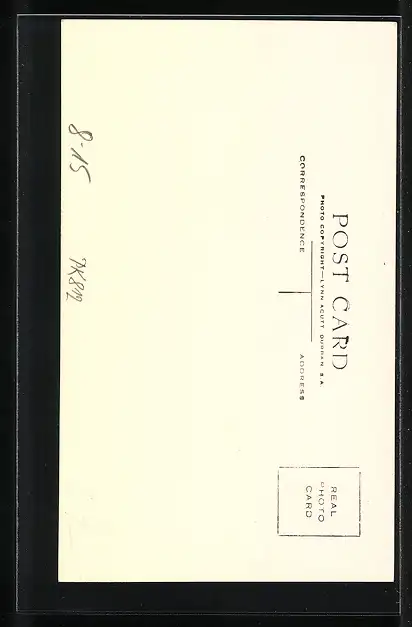 POST CARD
PHOTO COPYRIGHT—LYNN ACUTT DURBAN. S.A.
CORRESPONDENCE
ADDRESS
REAL
PHOTO
CARD
8-15